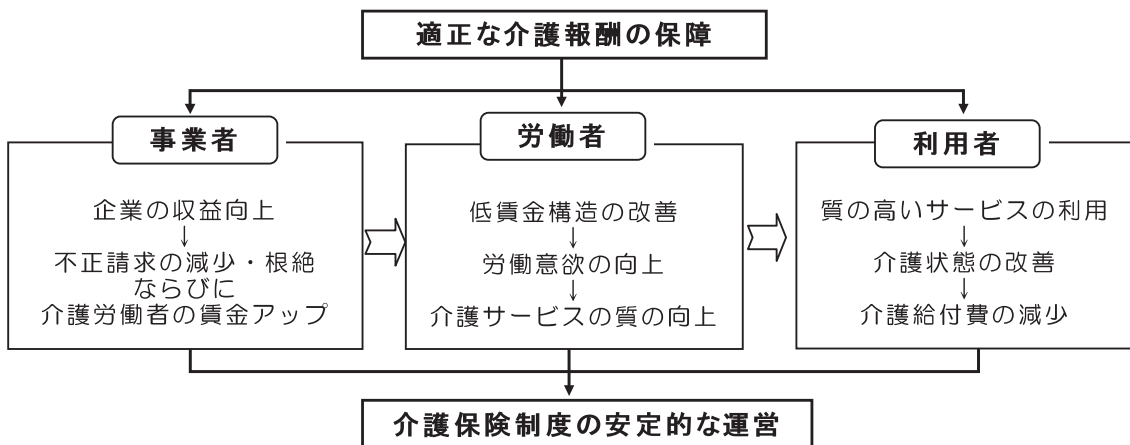 適正な介護報酬の保障
事業者
企業の収益向上
↓
不正請求の減少・根絶
ならびに
介護労働者の賃金アップ
労働者
低賃金構造の改善
↓
労働意欲の向上
↓
介護サービスの質の向上
利用者
質の高いサービスの利用
↓
介護状態の改善
↓
介護給付費の減少
介護保険制度の安定的な運営